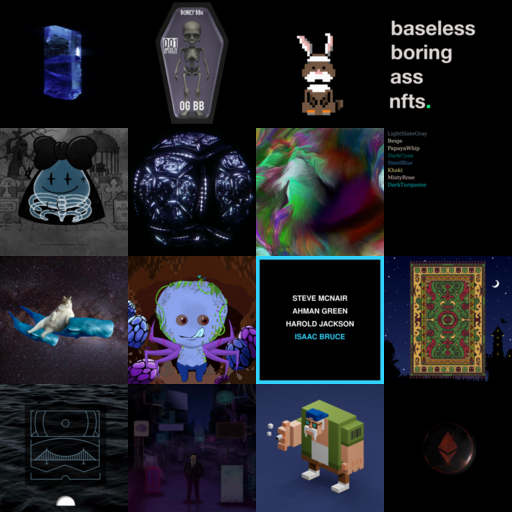 BONEY BBs
001
OG BB
baseless
boring
ass
nfts.
LightSlateGray
Beige
PapayaWhip
DarkCyan
SteelBlue
Khaki
MistyRose
DarkTurquoise
STEVE MCNAIR
AHMAN GREEN
HAROLD JACKSON
ISAAC BRUCE